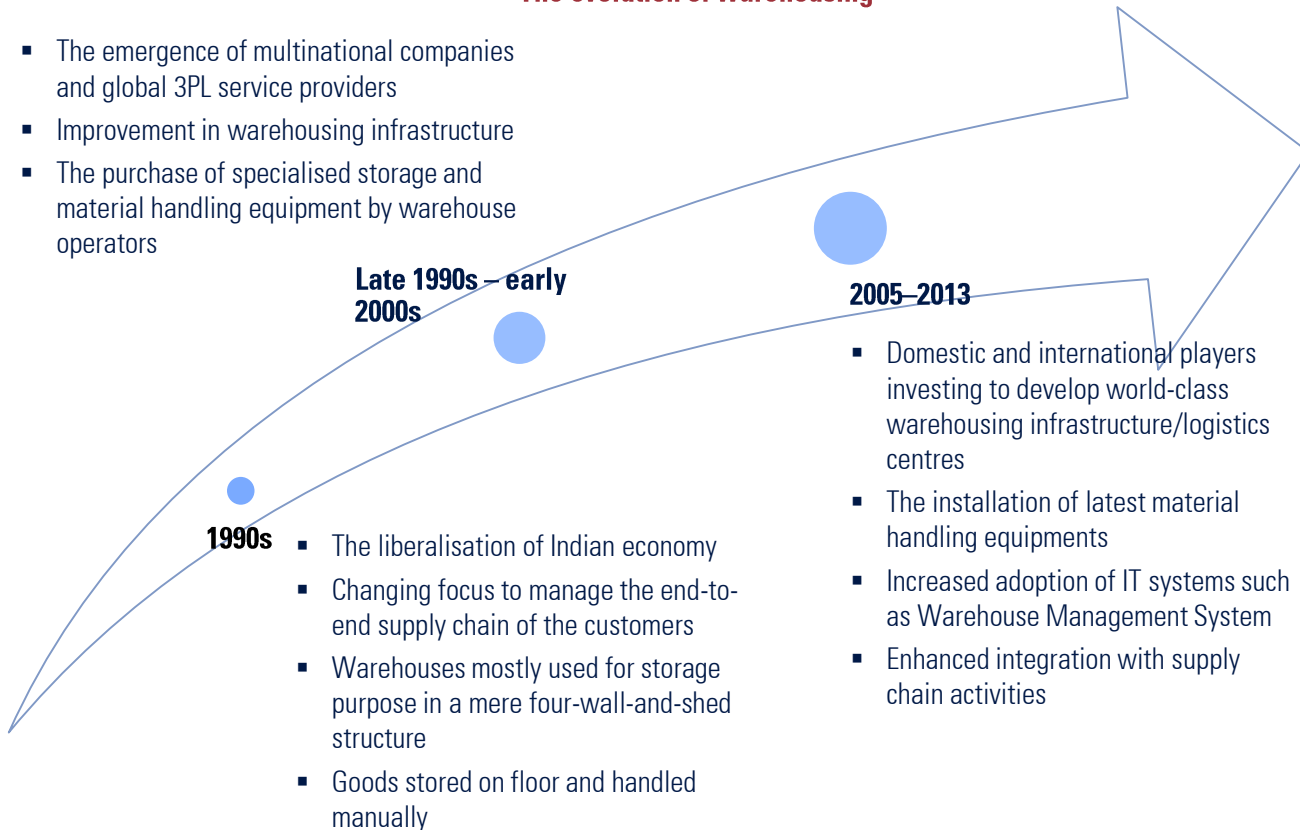 The evolution of Warehousing
▪ The emergence of multinational companies
and global 3PL service providers
▪ Improvement in warehousing infrastructure
▪ The purchase of specialised storage and
material handling equipment by warehouse
operators
Late 1990s – early
2000s
2005–2013
▪ Domestic and international players
investing to develop world-class
warehousing infrastructure/logistics
centres
▪ The installation of latest material
handling equipments
▪ Increased adoption of IT systems such
as Warehouse Management System
▪ Enhanced integration with supply
chain activities
1990s
▪ The liberalisation of Indian economy
▪ Changing focus to manage the end-to-
end supply chain of the customers
▪ Warehouses mostly used for storage
purpose in a mere four-wall-and-shed
structure
▪ Goods stored on floor and handled
manually